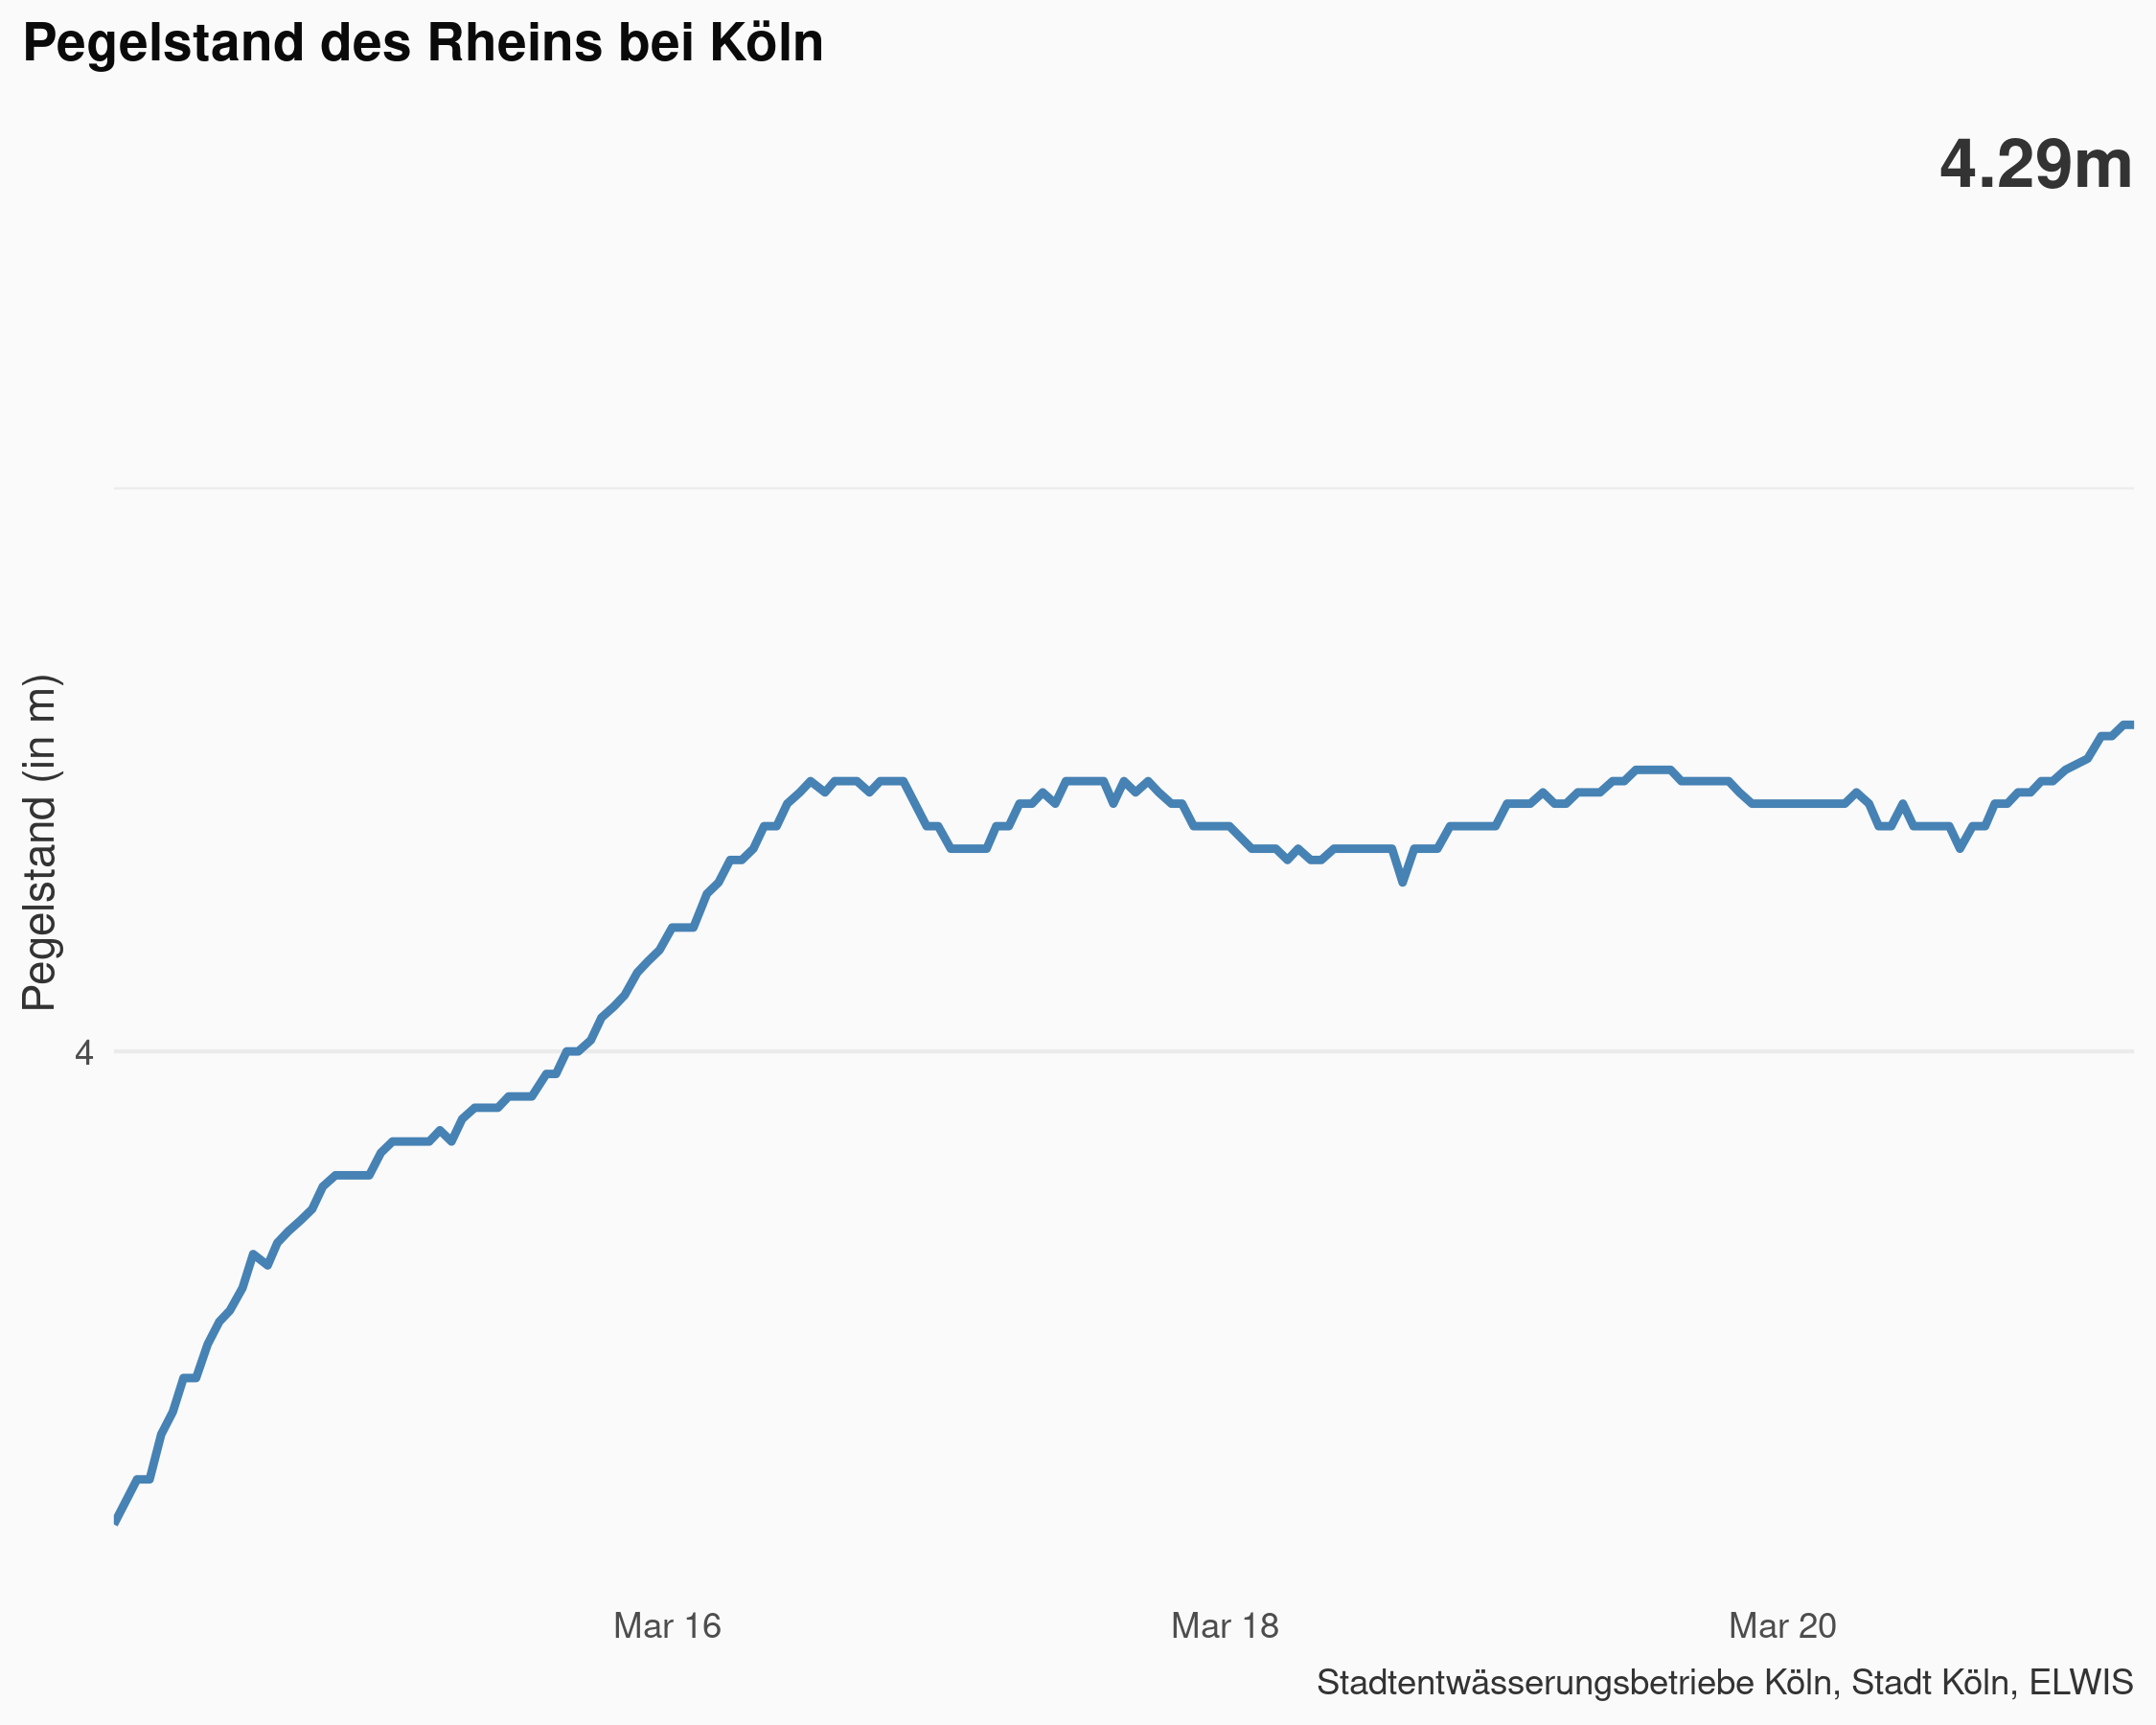 Pegelstand des Rheins bei Köln
4.29m
Pegelstand (in m)
4
Mar 16
Mar 18
Mar 20
Stadtentwässerungsbetriebe Köln, Stadt Köln, ELWIS